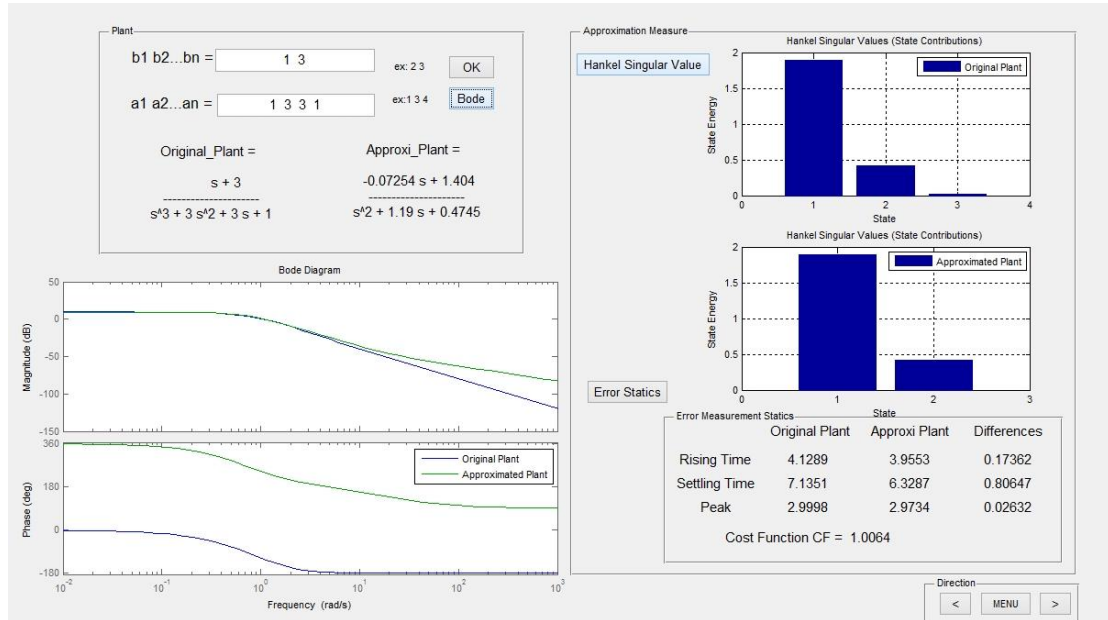 Plant
b1 b2...bn = 1 3 ex: 2 3 OK
a1 a2...an = 1 3 3 1 ex:1 3 4 Bode
Original_Plant = Approxi_Plant =
s + 3 -0.07254 s + 1.404
--------------------- ---------------------
s^3 + 3 s^2 + 3 s + 1 s^2 + 1.19 s + 0.4745
Bode Diagram
Magnitude (dB)
50
0
-50
-100
-150
Phase (deg)
360
180
0
-180
Original Plant
Approximated Plant
10^-2 10^-1 10^0 10^1 10^2 10^3
Frequency (rad/s)
Approximation Measure
Hankel Singular Value
Hankel Singular Values (State Contributions)
Original Plant
State Energy
2
1.5
1
0.5
0
0 1 2 3 4
State
Hankel Singular Values (State Contributions)
Approximated Plant
State Energy
2
1.5
1
0.5
0
0 1 2 3
State
Error Statics
Error Measurement Statics
Original Plant Approxi Plant Differences
Rising Time 4.1289 3.9553 0.17362
Settling Time 7.1351 6.3287 0.80647
Peak 2.9998 2.9734 0.02632
Cost Function CF = 1.0064
Direction
< MENU >